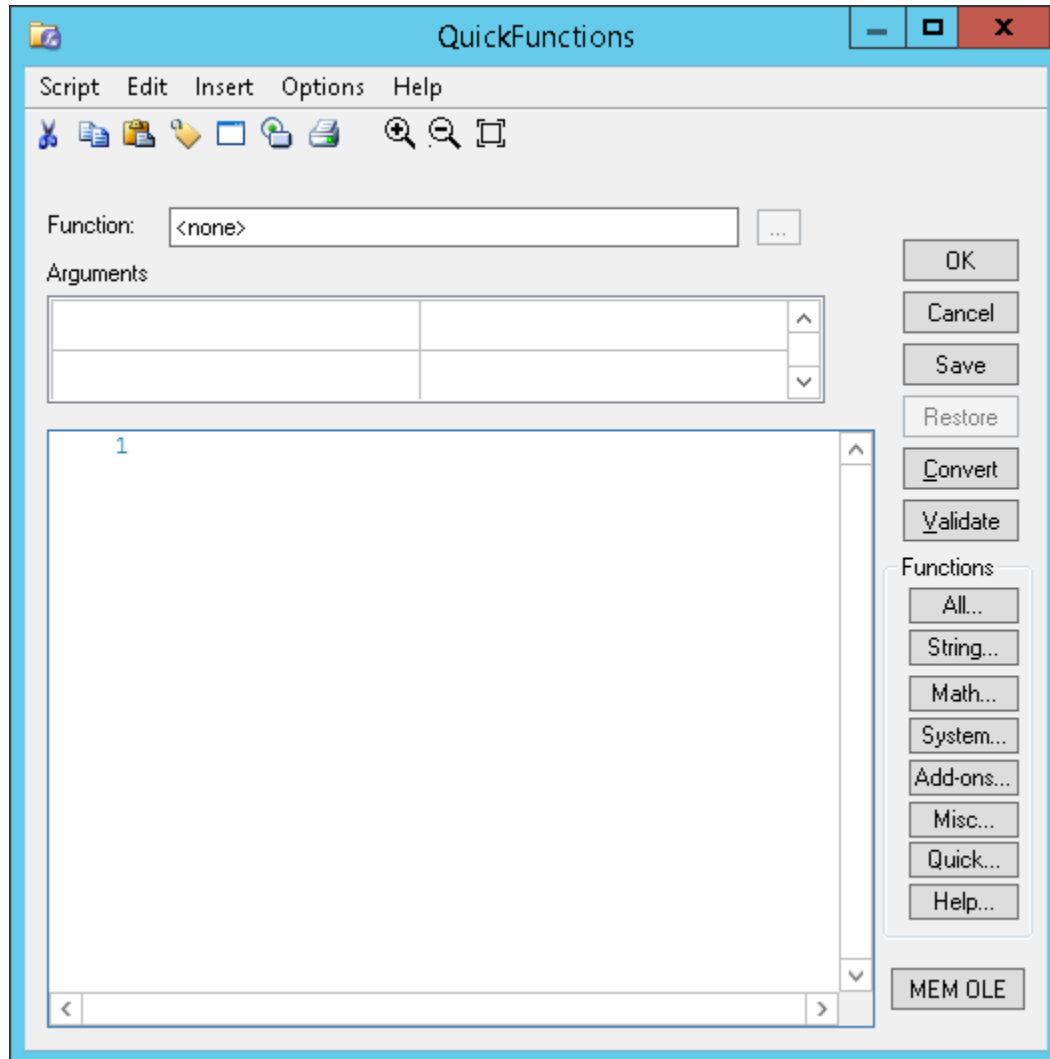 QuickFunctions
Script Edit Insert Options Help
Function: <none> ...
Arguments
OK
Cancel
Save
Restore
Convert
Validate
1
Functions
All...
String...
Math...
System...
Add-ons...
Misc...
Quick...
Help...
MEM OLE